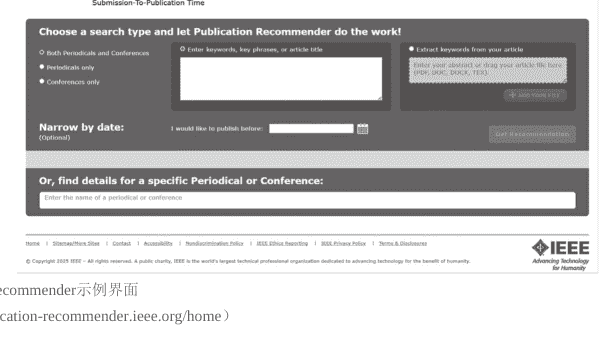 Submission-To-Publication Time
Choose a search type and let Publication Recommender do the work!
Both Periodicals and Conferences
Periodicals only
Conferences only
Enter keywords, key phrases, or article title
Extract keywords from your article
Enter your abstract or drag your article file here
(PDF, DOC, DOCX, TEX)
Narrow by date:
(Optional)
I would like to publish before:
Get Recommendation
Or, find details for a specific Periodical or Conference:
Enter the name of a periodical or conference
Home | Sitemap/More Sites | Contact | Accessibility | Nondiscrimination Policy | IEEE Ethics Reporting | IEEE Privacy Policy | Terms & Disclosures
© Copyright 2025 IEEE - All rights reserved. A public charity, IEEE is the world's largest technical professional organization dedicated to advancing technology for the benefit of humanity.
IEEE
Advancing Technology
for Humanity
ecommender示例界面
cation-recommender.ieee.org/home）